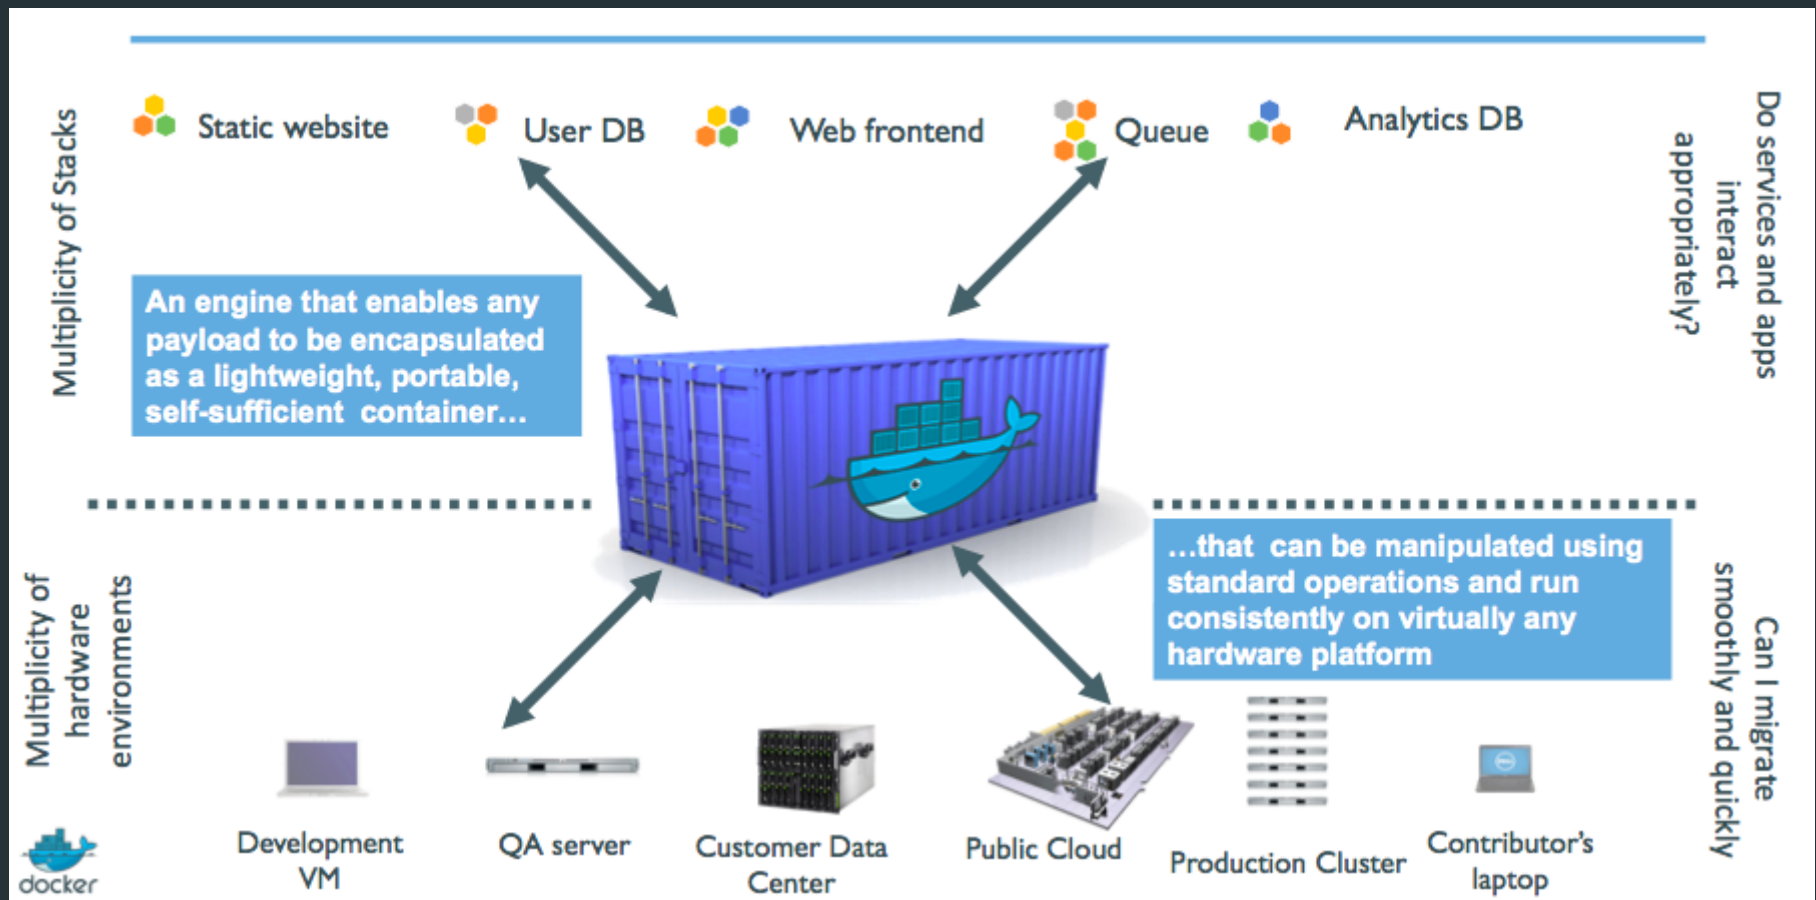 Multiplicity of Stacks
Static website
User DB
Web frontend
Queue
Analytics DB
Do services and apps
interact
appropriately?
An engine that enables any
payload to be encapsulated
as a lightweight, portable,
self-sufficient container...
...that can be manipulated using
standard operations and run
consistently on virtually any
hardware platform
Multiplicity of
hardware
environments
Can I migrate
smoothly and quickly
Development
VM
QA server
Customer Data
Center
Public Cloud
Production Cluster
Contributor's
laptop
docker
DELL